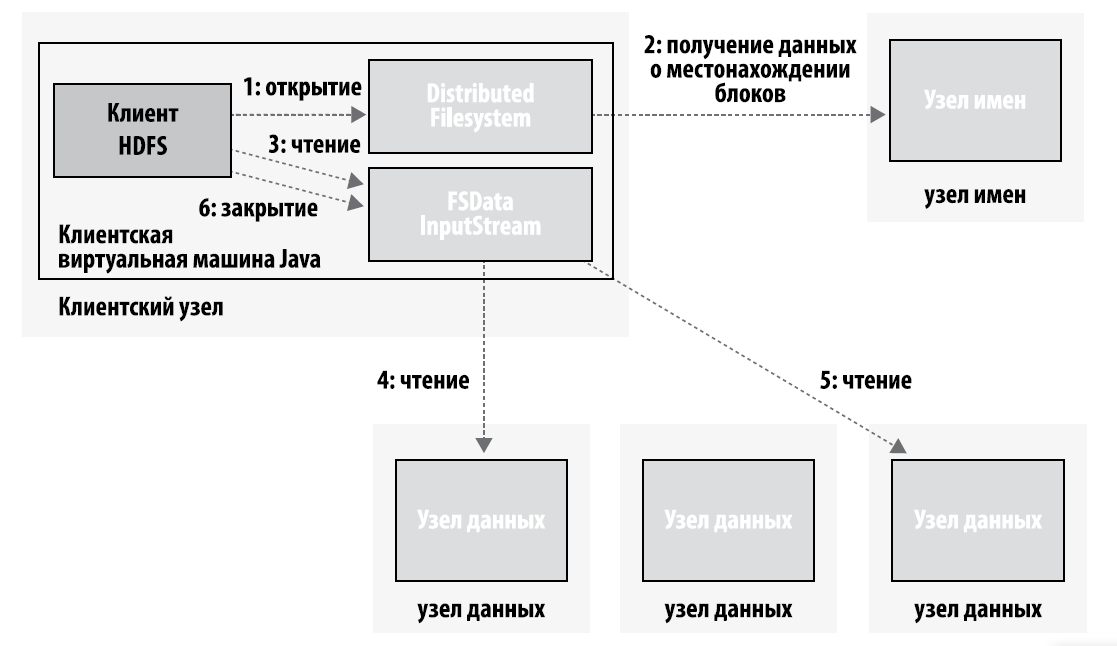 1: открытие
Клиент
HDFS
Distributed
Filesystem
2: получение данных
о местонахождении
блоков
Узел имен
узел имен
3: чтение
6: закрытие
FSData
InputStream
Клиентская
виртуальная машина Java
Клиентский узел
4: чтение
5: чтение
Узел данных
Узел данных
Узел данных
узел данных
узел данных
узел данных